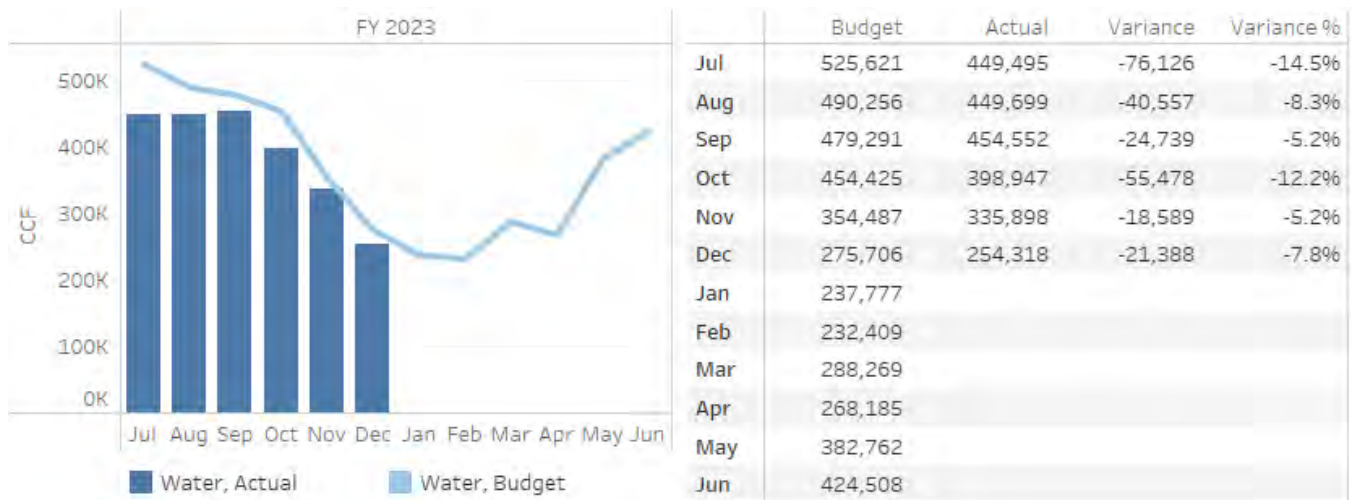 FY 2023
500K
400K
300K
200K
100K
0K
CCF
Jul Aug Sep Oct Nov Dec Jan Feb Mar Apr May Jun
Water, Actual Water, Budget
Budget Actual Variance Variance %
Jul 525,621 449,495 -76,126 -14.5%
Aug 490,256 449,699 -40,557 -8.3%
Sep 479,291 454,552 -24,739 -5.2%
Oct 454,425 398,947 -55,478 -12.2%
Nov 354,487 335,898 -18,589 -5.2%
Dec 275,706 254,318 -21,388 -7.8%
Jan 237,777
Feb 232,409
Mar 288,269
Apr 268,185
May 382,762
Jun 424,508